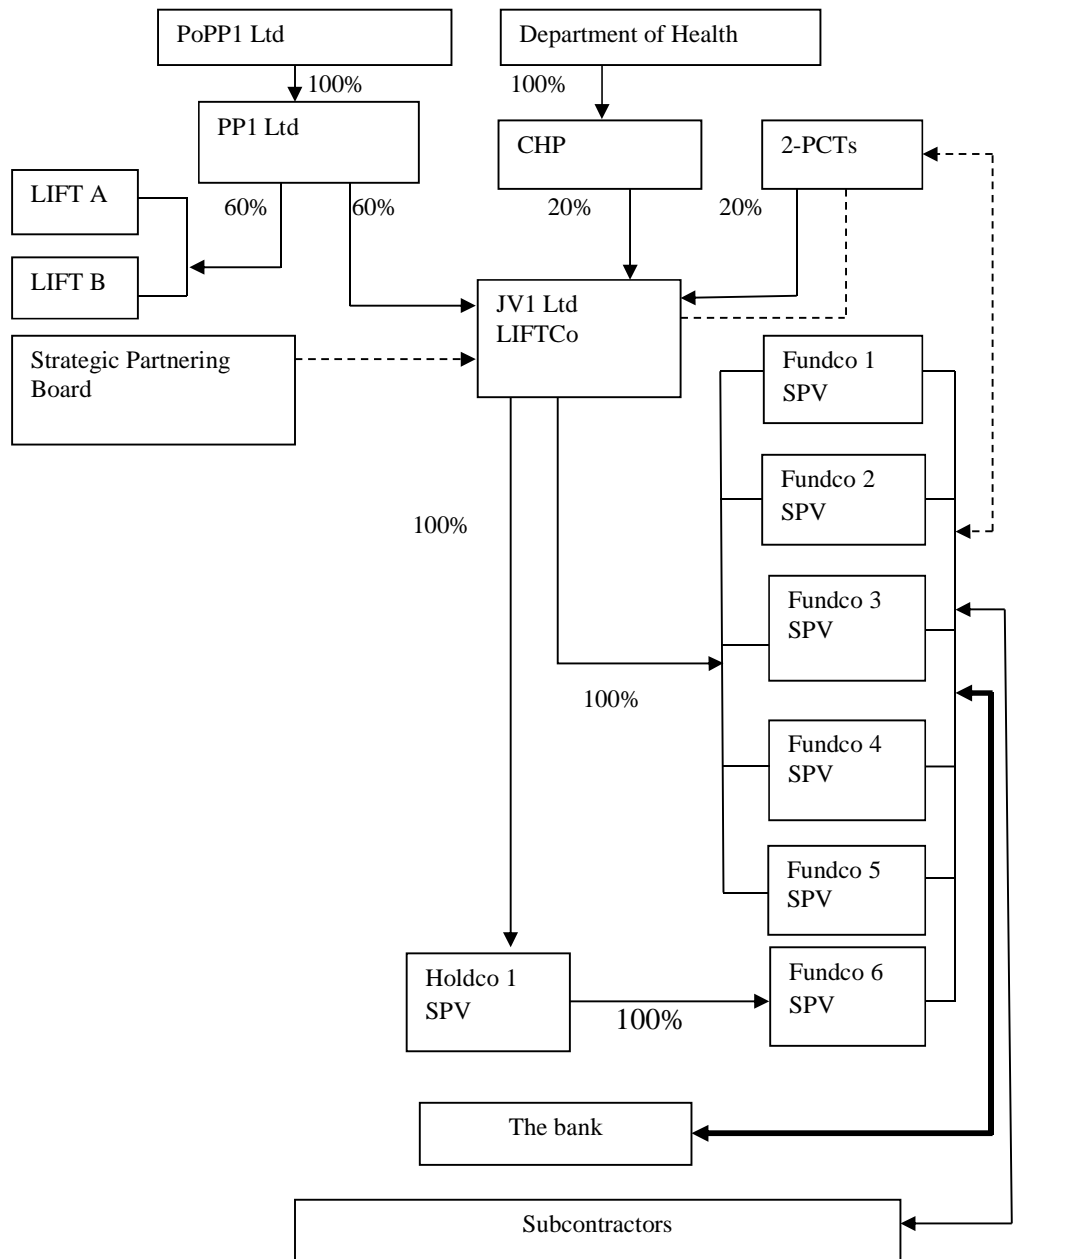 PoPP1 Ltd
Department of Health
100%
100%
PP1 Ltd
CHP
2-PCTs
LIFT A
60%
60%
20%
20%
LIFT B
JV1 Ltd
LIFTCo
Strategic Partnering
Board
Fundco 1
SPV
Fundco 2
SPV
100%
Fundco 3
SPV
100%
Fundco 4
SPV
Fundco 5
SPV
Holdco 1
SPV
100%
Fundco 6
SPV
The bank
Subcontractors